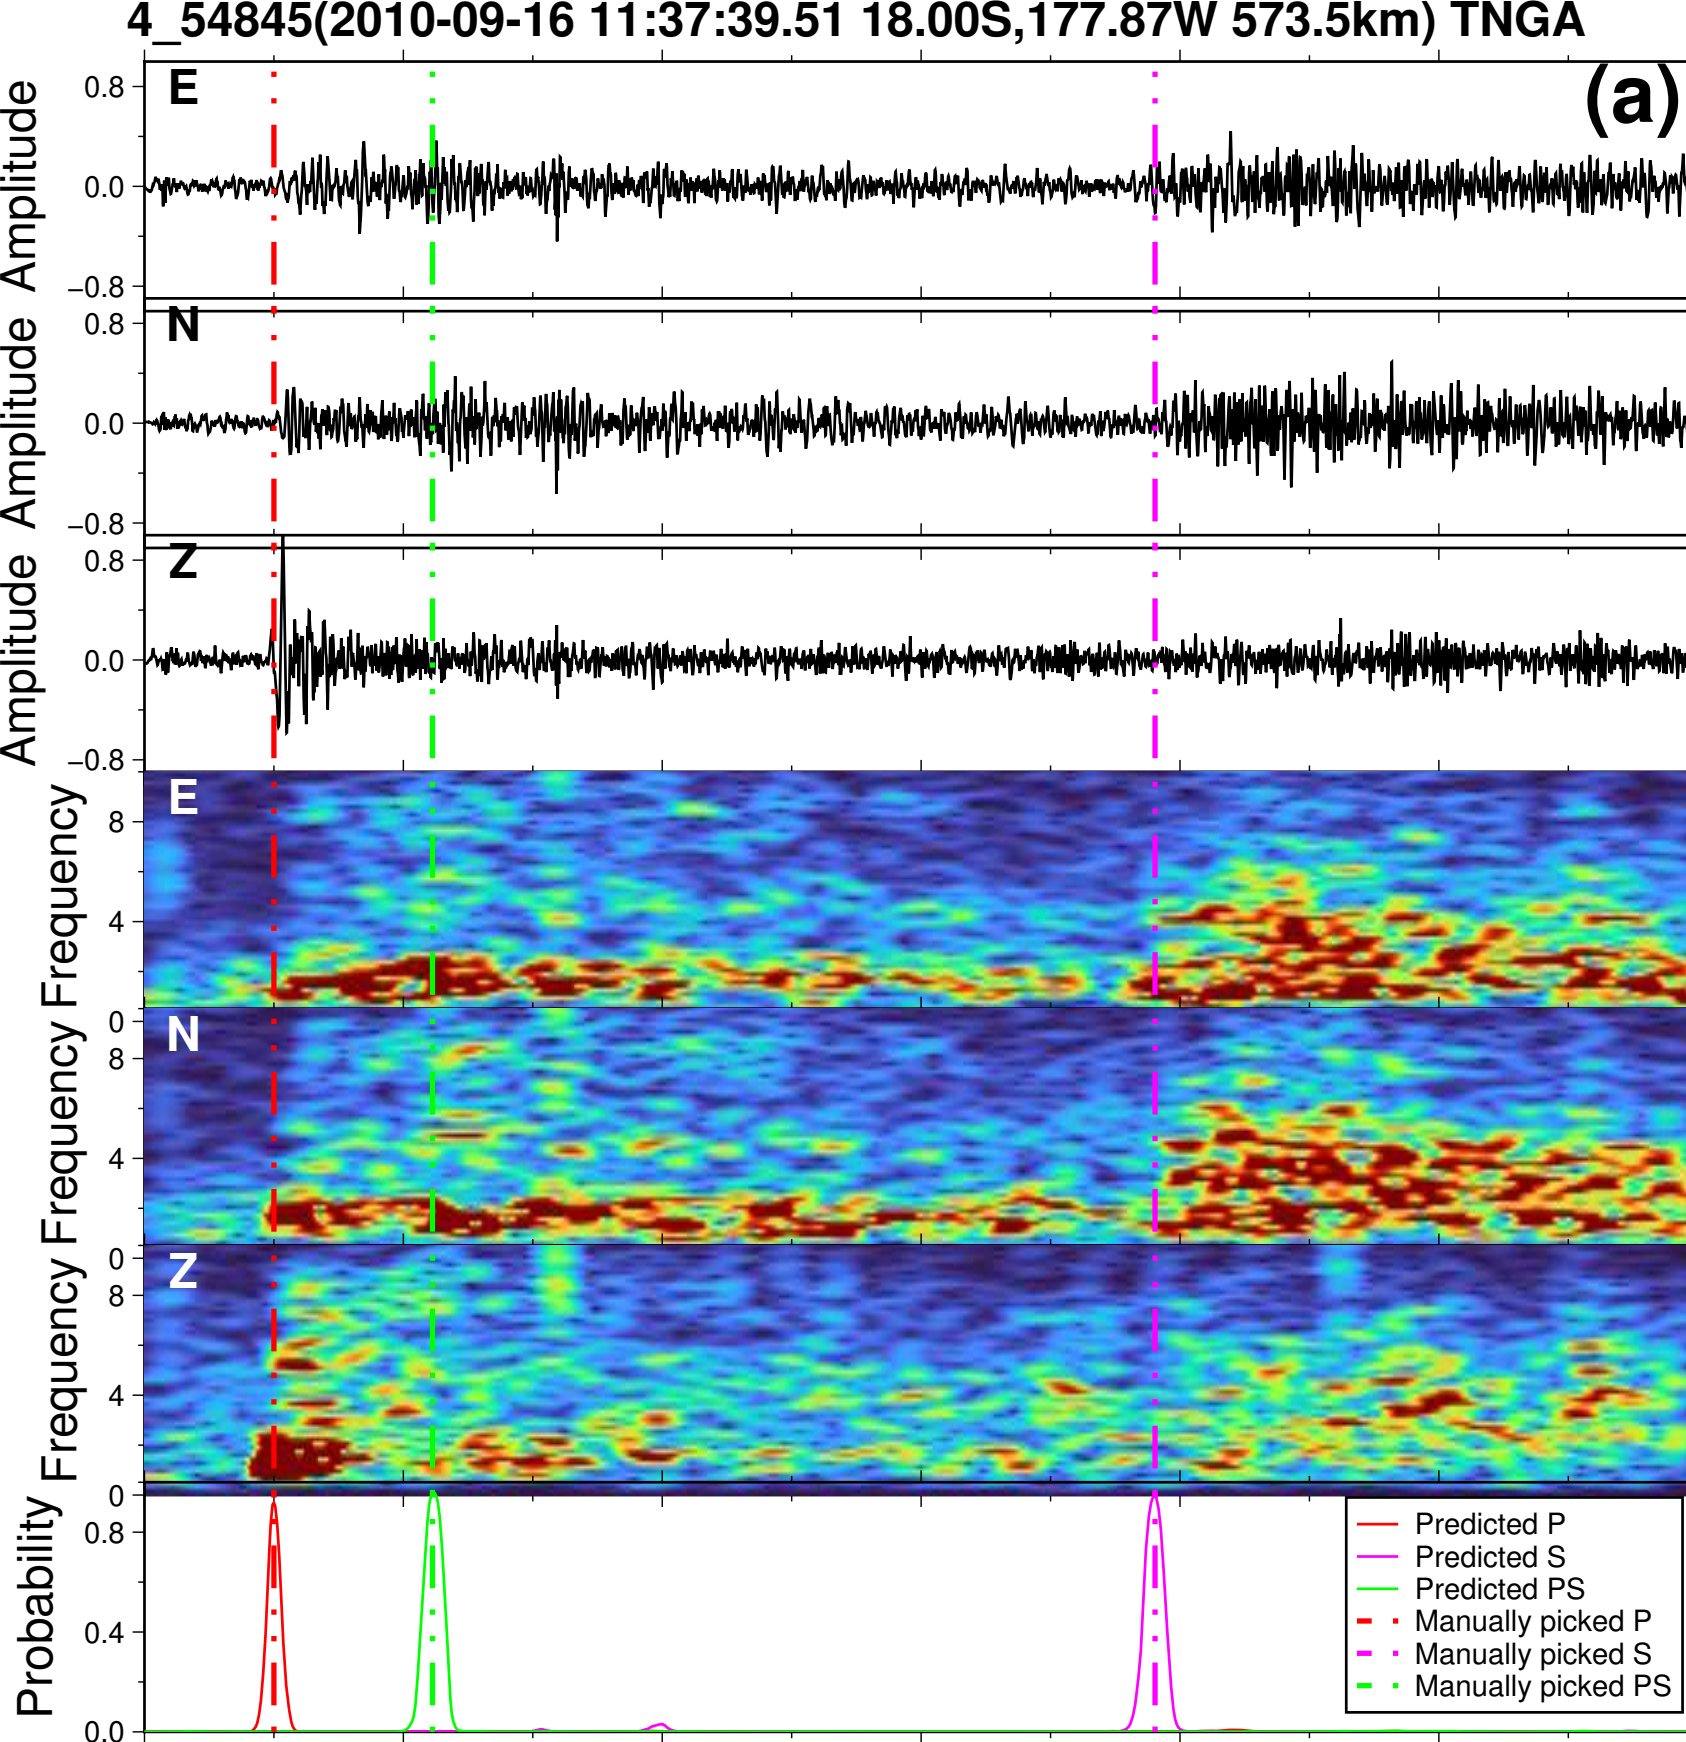 4_54845(2010-09-16 11:37:39.51 18.00S,177.87W 573.5km) TNGA
(a)
E
Amplitude
0.8
0.0
−0.8
N
Amplitude
0.8
0.0
−0.8
Z
Amplitude
0.8
0.0
−0.8
E
Frequency
8
4
0
N
Frequency
8
4
0
Z
Frequency
8
4
0
Probability
0.8
0.4
0.0
Predicted P
Predicted S
Predicted PS
Manually picked P
Manually picked S
Manually picked PS